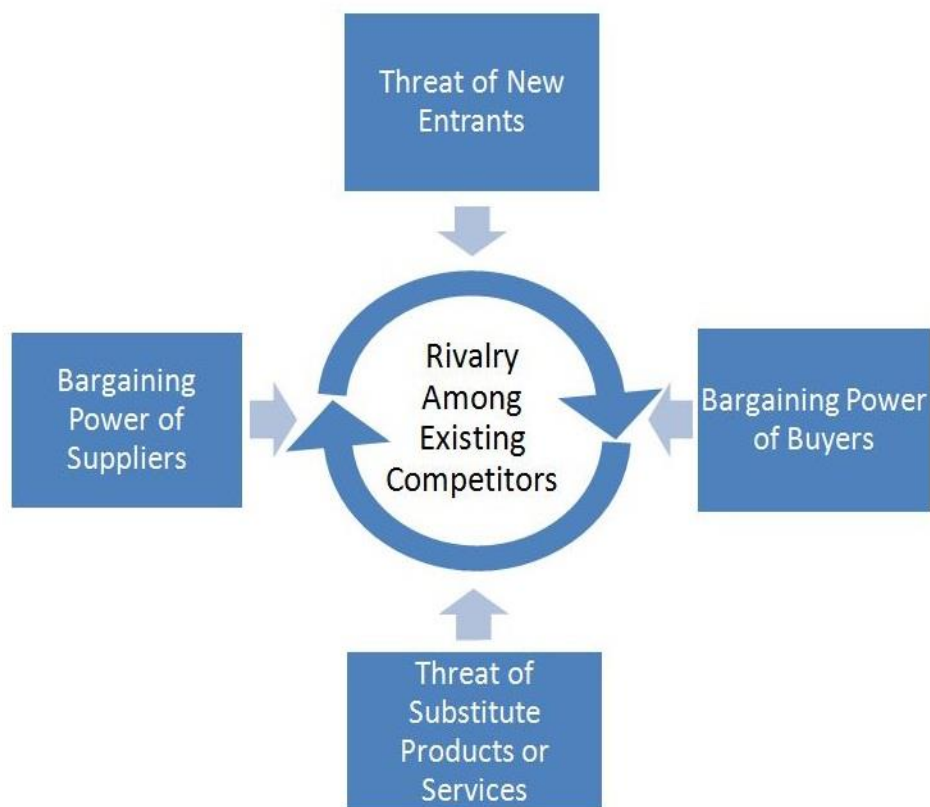 Threat of New
Entrants
Bargaining
Power of
Suppliers
Rivalry
Among
Existing
Competitors
Bargaining Power
of Buyers
Threat of
Substitute
Products or
Services